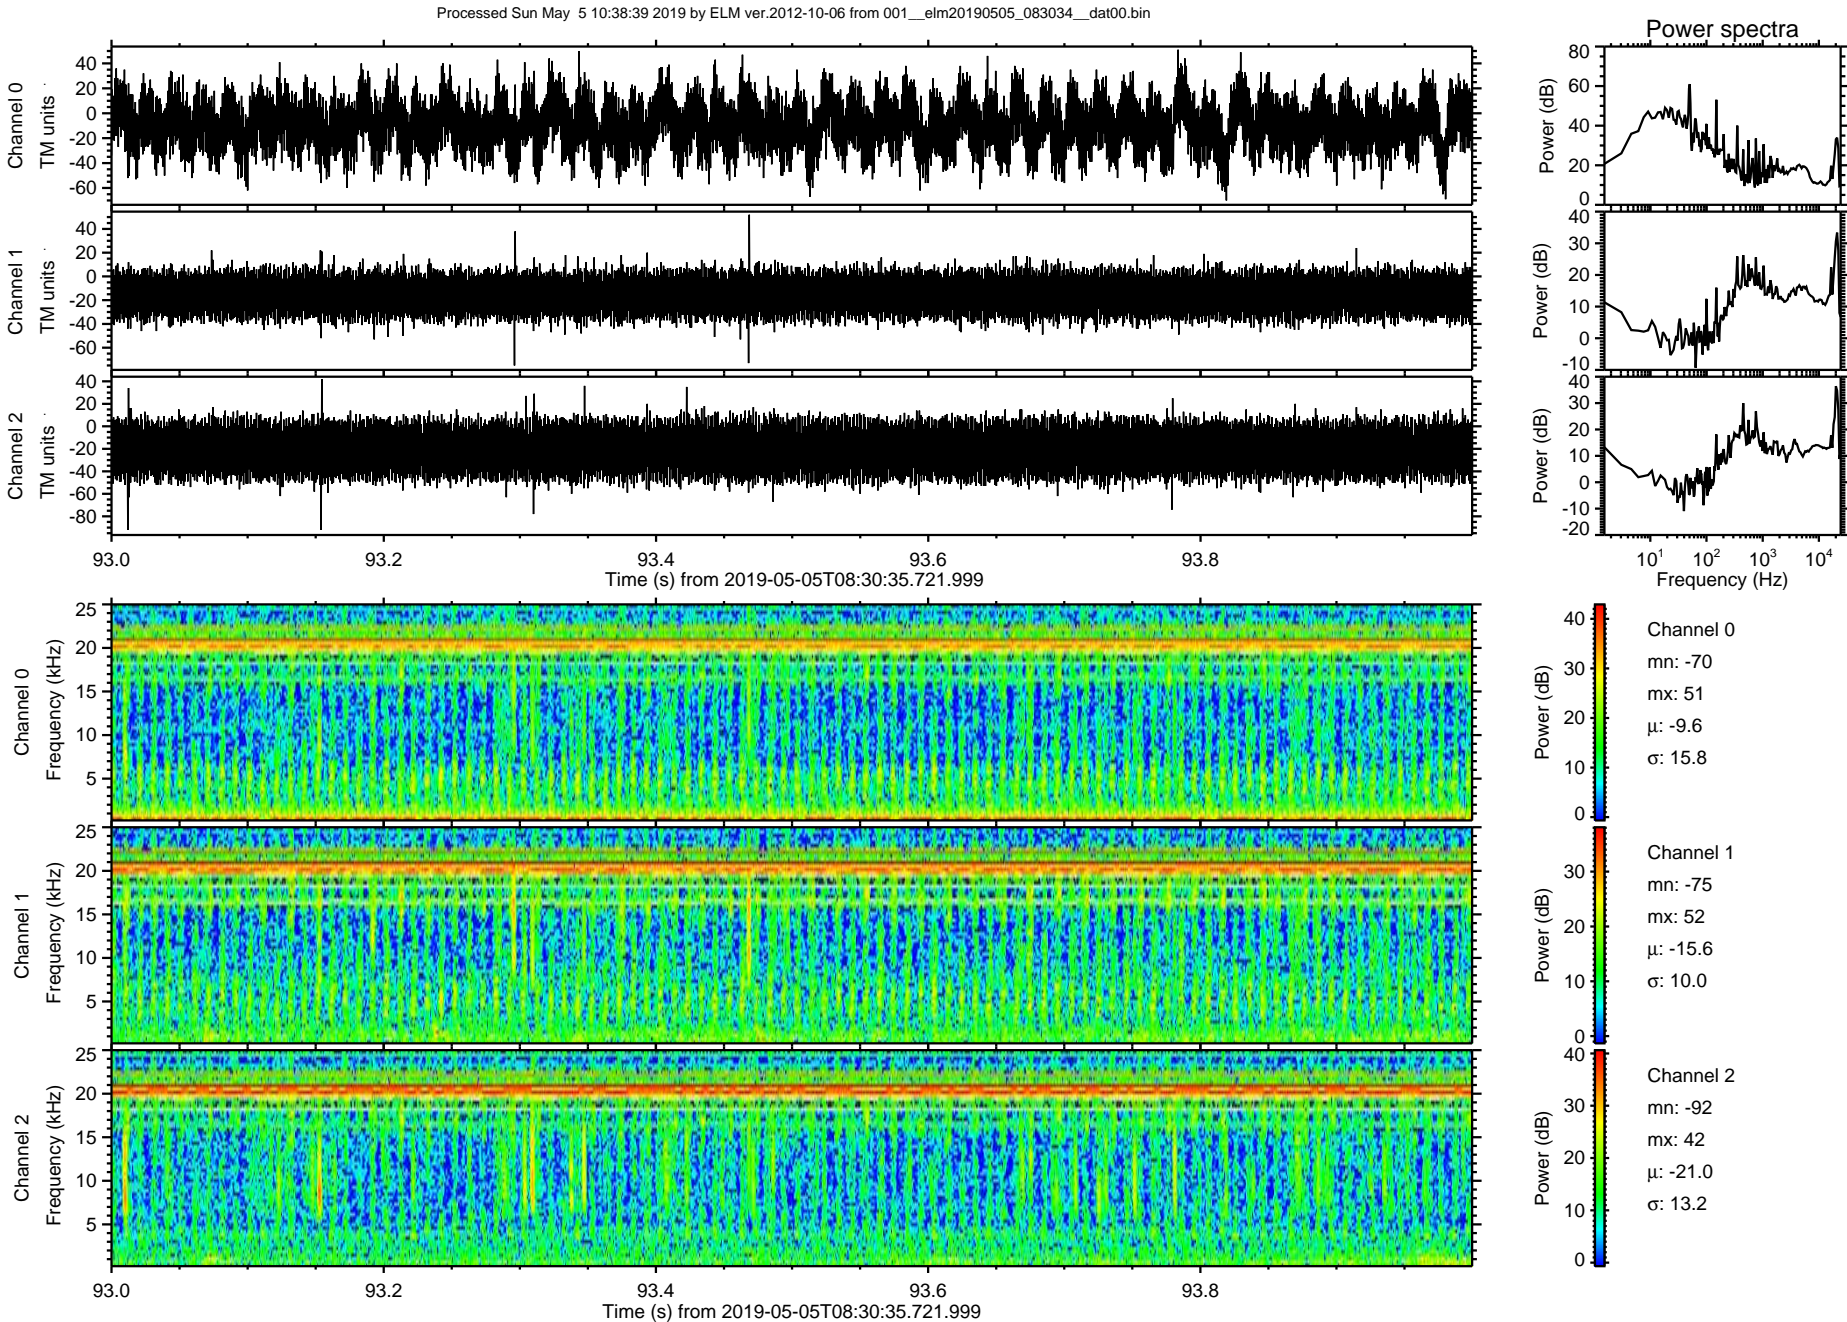 Processed Sun May 5 10:38:39 2019 by ELM ver.2012-10-06 from 001__elm20190505_083034__dat00.bin
Power spectra
Channel 0
TM units
40
20
0
-20
-40
-60
Power (dB)
80
60
40
20
0
Channel 1
TM units
40
20
0
-20
-40
-60
Power (dB)
40
30
20
10
0
-10
Channel 2
TM units
40
20
0
-20
-40
-60
-80
Power (dB)
40
30
20
10
0
-10
-20
93.0 93.2 93.4 93.6 93.8
Time (s) from 2019-05-05T08:30:35.721.999
10¹ 10² 10³ 10⁴
Frequency (Hz)
Channel 0
Frequency (kHz)
25
20
15
10
5
Power (dB)
40
30
20
10
0
Channel 0
mn: -70
mx: 51
μ: -9.6
σ: 15.8
Channel 1
Frequency (kHz)
25
20
15
10
5
Power (dB)
30
20
10
0
Channel 1
mn: -75
mx: 52
μ: -15.6
σ: 10.0
Channel 2
Frequency (kHz)
25
20
15
10
5
Power (dB)
40
30
20
10
0
Channel 2
mn: -92
mx: 42
μ: -21.0
σ: 13.2
93.0 93.2 93.4 93.6 93.8
Time (s) from 2019-05-05T08:30:35.721.999